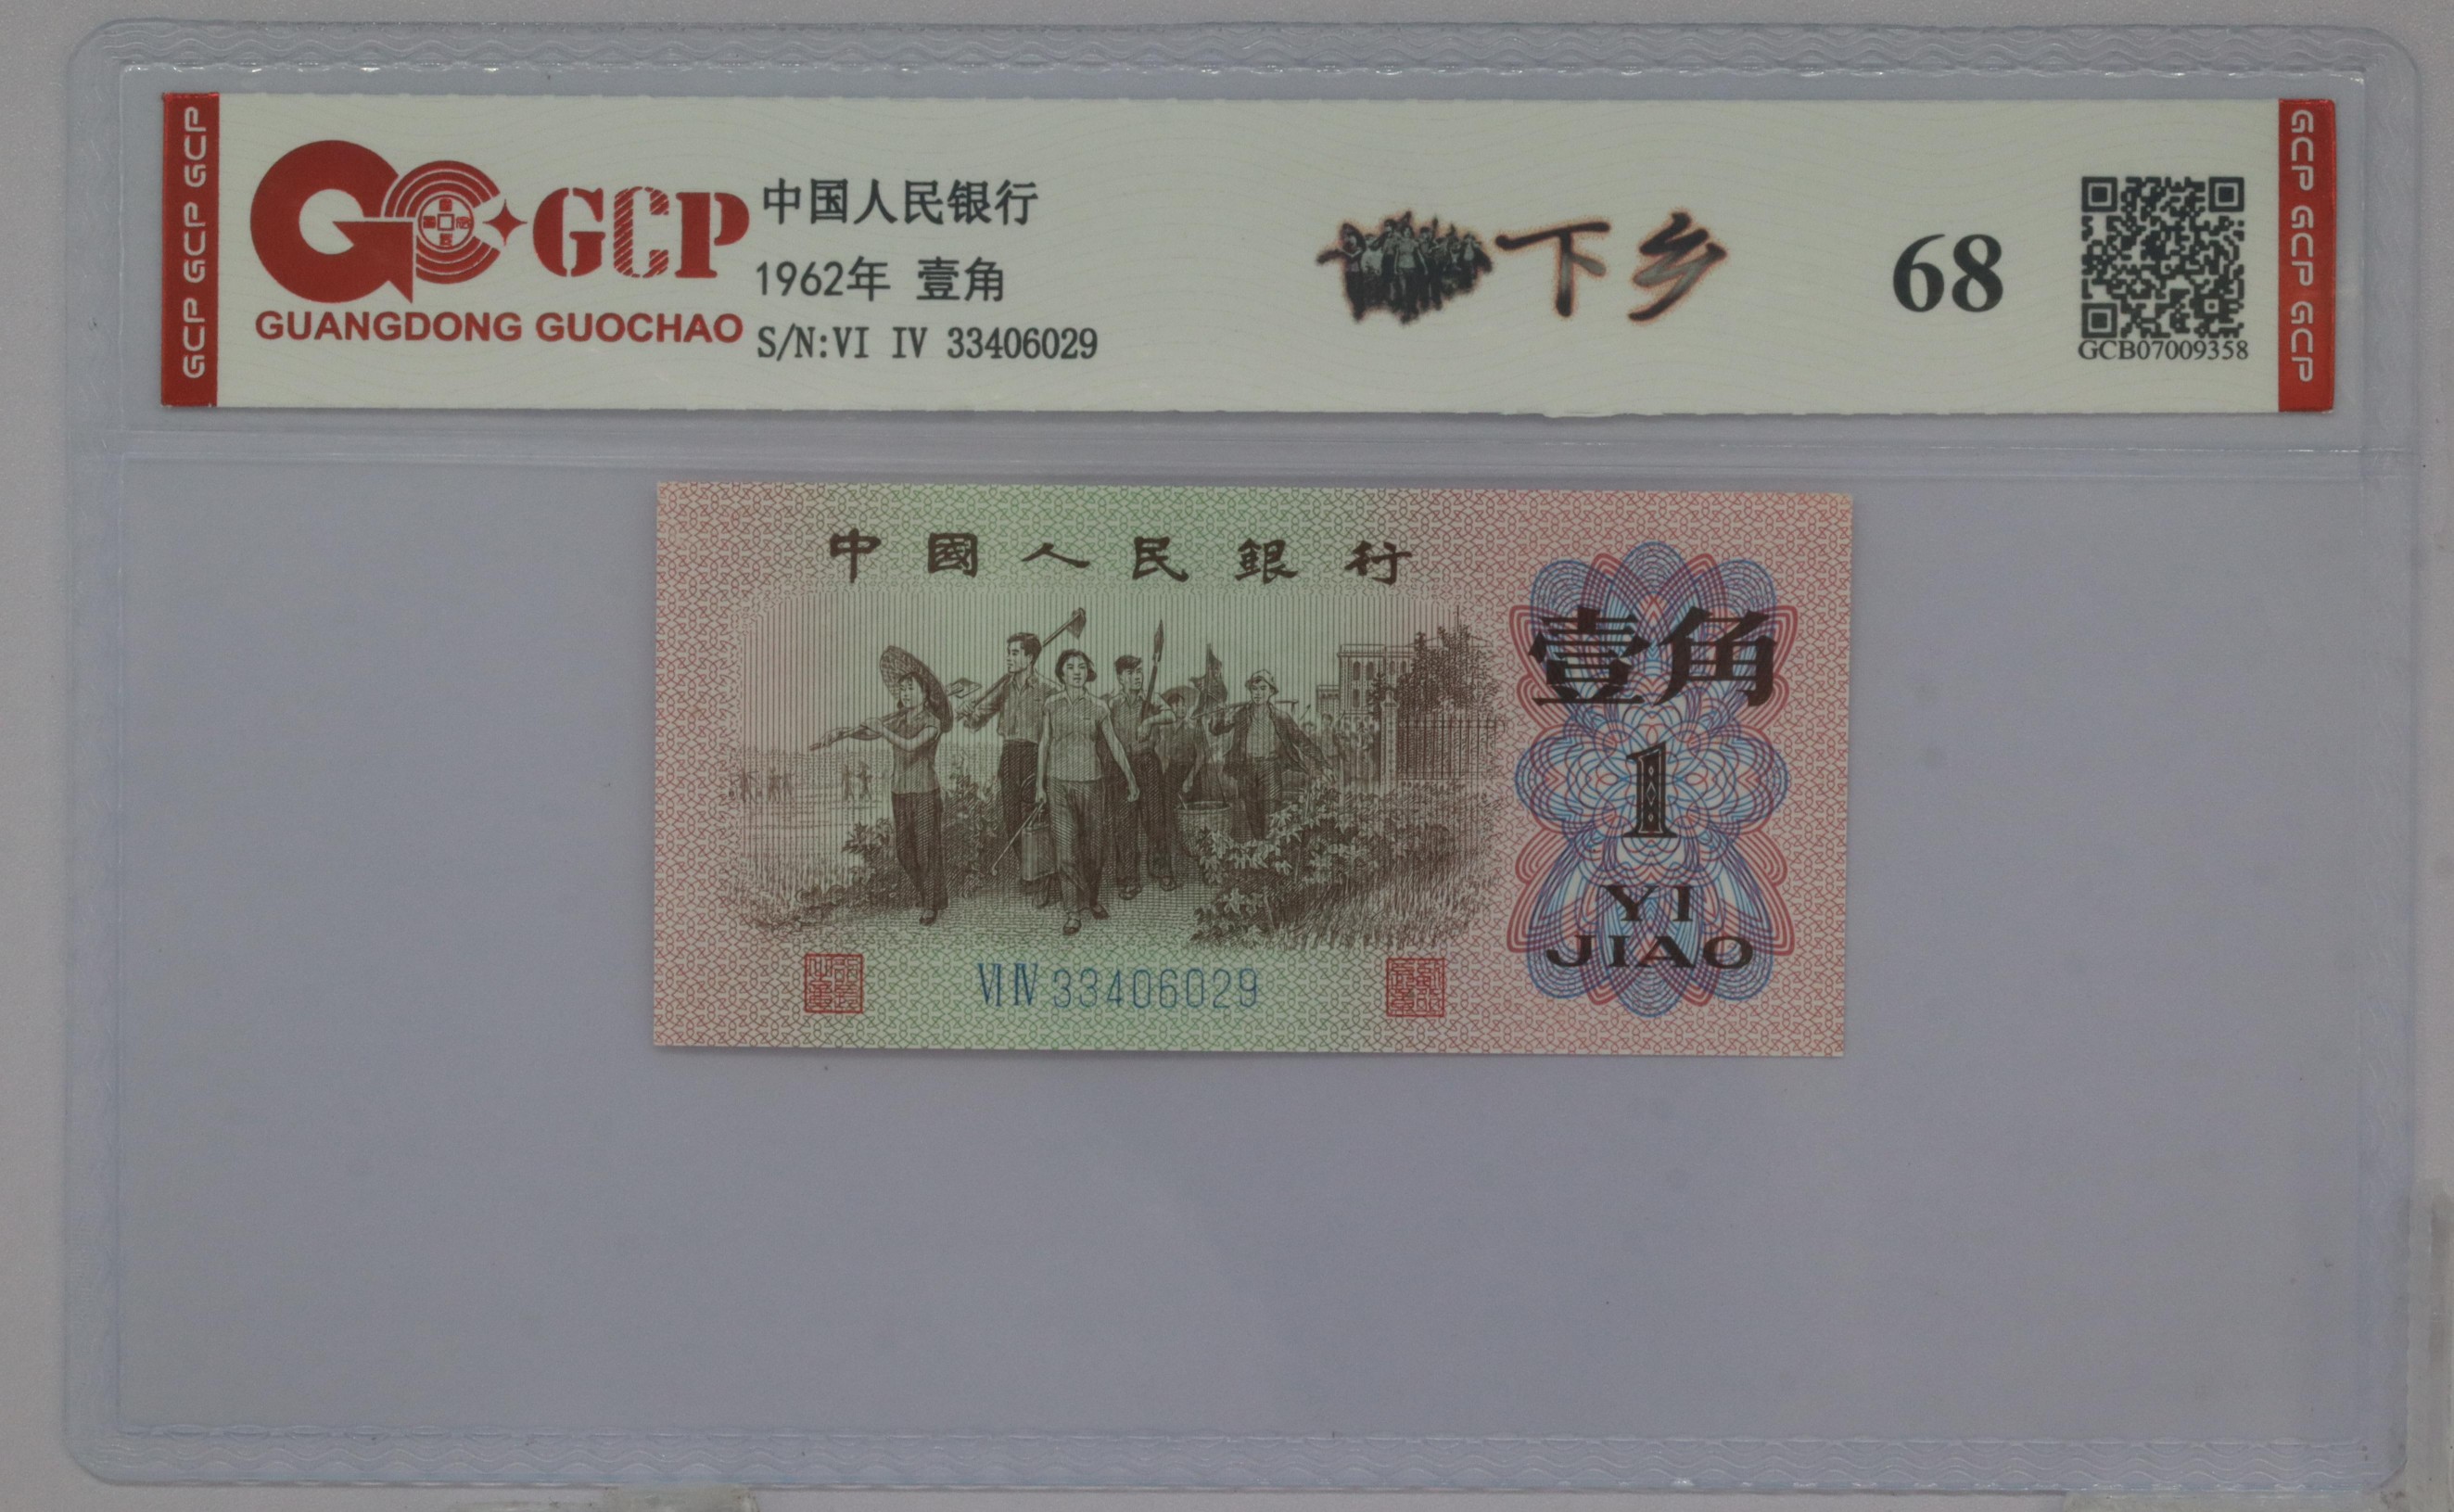 GCP GCP GCP
GCP
GUANGDONG GUOCHAO
中国人民银行
1962年 壹角
S/N:VI IV 33406029
下乡
68
GCB07009358
GCP GCP GCP
中國人民銀行
壹角
1
YI
JIAO
VI IV 33406029